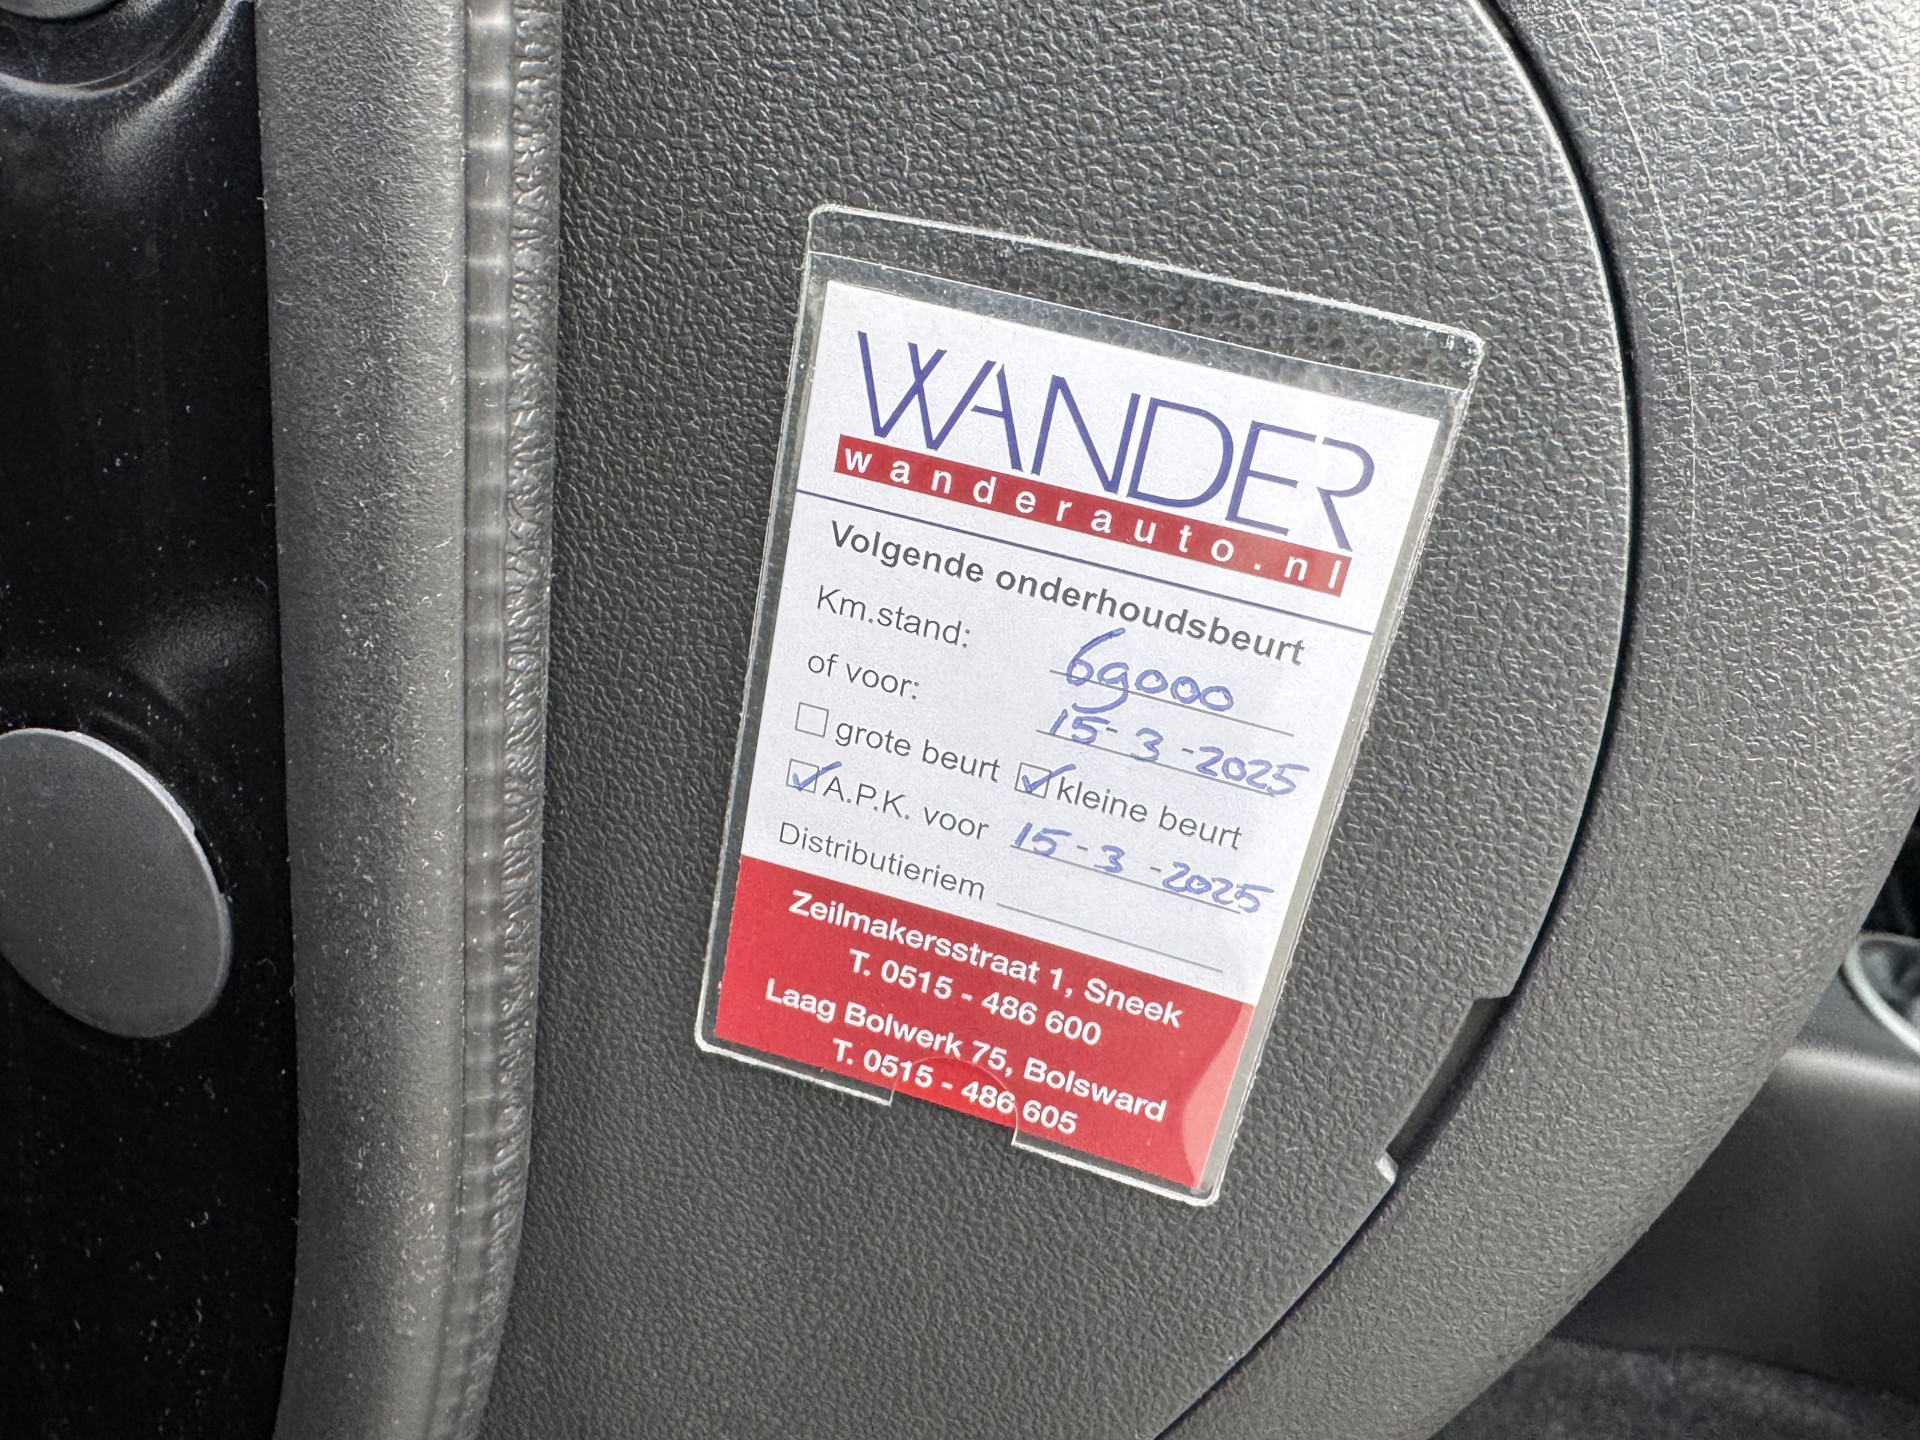 WANDER
wanderauto.nl
Volgende onderhoudsbeurt
Km.stand: 69000
of voor: 15-3-2025
grote beurt kleine beurt
A.P.K. voor 15-3-2025
Distributieriem
Zeilmakersstraat 1, Sneek
T. 0515 - 486 600
Laag Bolwerk 75, Bolsward
T. 0515 - 486 605